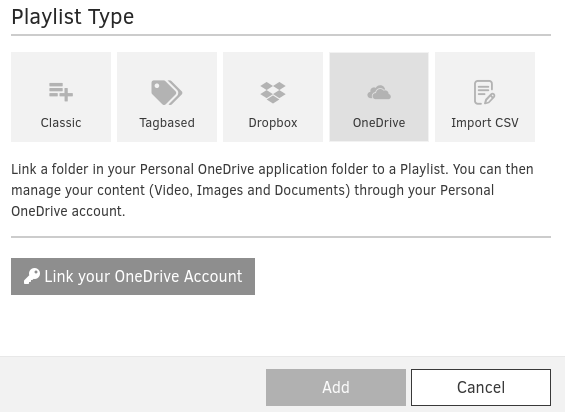 Playlist Type
Classic
Tagbased
Dropbox
OneDrive
Import CSV
Link a folder in your Personal OneDrive application folder to a Playlist. You can then
manage your content (Video, Images and Documents) through your Personal
OneDrive account.
Link your OneDrive Account
Add
Cancel